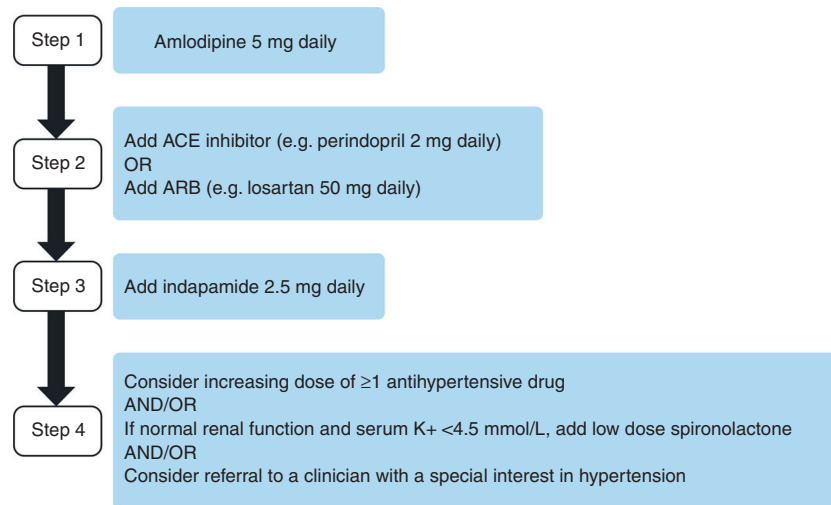 Step 1
Amlodipine 5 mg daily
Step 2
Add ACE inhibitor (e.g. perindopril 2 mg daily)
OR
Add ARB (e.g. losartan 50 mg daily)
Step 3
Add indapamide 2.5 mg daily
Step 4
Consider increasing dose of ≥1 antihypertensive drug
AND/OR
If normal renal function and serum K+ <4.5 mmol/L, add low dose spironolactone
AND/OR
Consider referral to a clinician with a special interest in hypertension